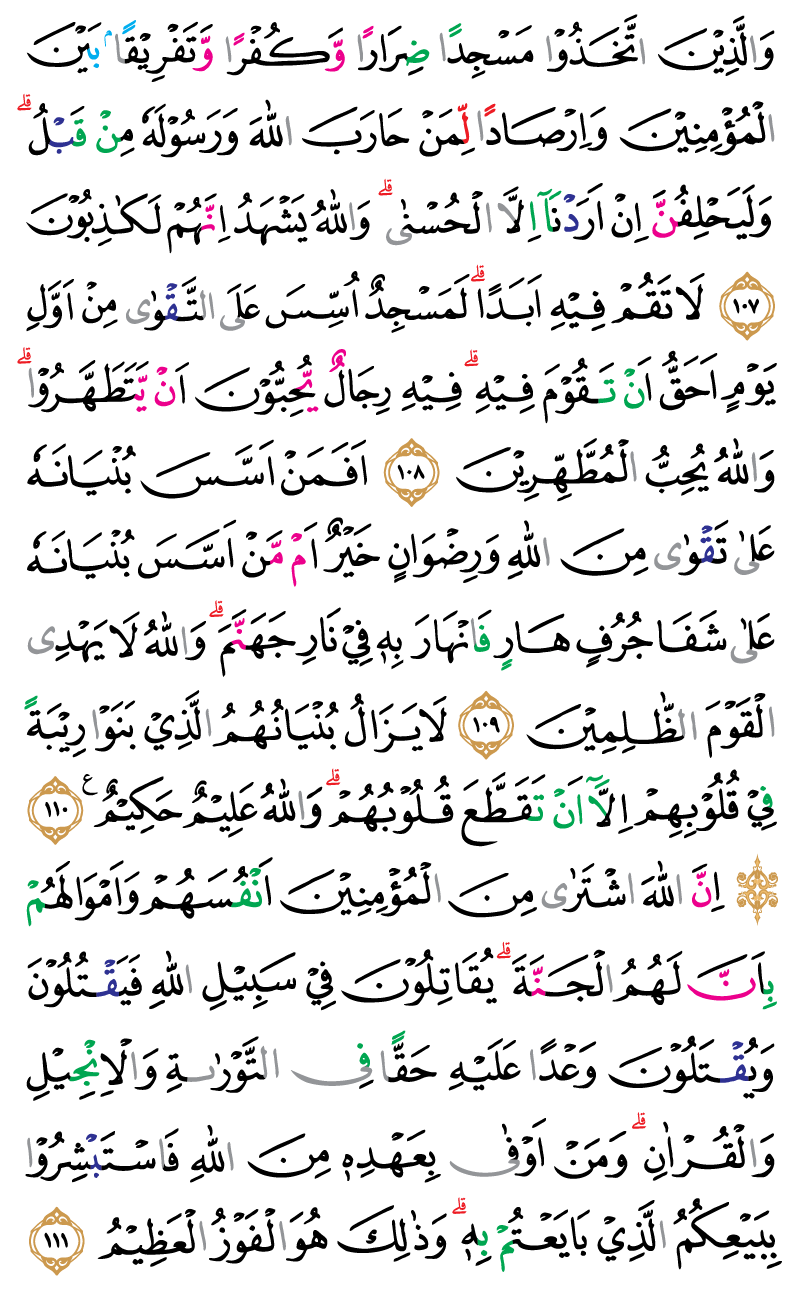 وَالَّذِيْنَ اتَّخَذُوْا مَسْجِدًا ضِرَارًا وَّكُفْرًا وَّتَفْرِيْقًاۢ بَيْنَ
الْمُؤْمِنِيْنَ وَاِرْصَادًا لِّمَنْ حَارَبَ اللّٰهَ وَرَسُوْلَهٗ مِنْ قَبْلُ ۗ
وَلَيَحْلِفُنَّ اِنْ اَرَدْنَآ اِلَّا الْحُسْنٰى ۗ وَاللّٰهُ يَشْهَدُ اِنَّهُمْ لَكٰذِبُوْنَ
١٠٧ لَا تَقُمْ فِيْهِ اَبَدًا ۗ لَمَسْجِدٌ اُسِّسَ عَلَى التَّقْوٰى مِنْ اَوَّلِ
يَوْمٍ اَحَقُّ اَنْ تَقُوْمَ فِيْهِ ۗ فِيْهِ رِجَالٌ يُّحِبُّوْنَ اَنْ يَّتَطَهَّرُوْا ۗ
وَاللّٰهُ يُحِبُّ الْمُطَّهِّرِيْنَ ١٠٨ اَفَمَنْ اَسَّسَ بُنْيَانَهٗ
عَلٰى تَقْوٰى مِنَ اللّٰهِ وَرِضْوَانٍ خَيْرٌ اَمْ مَّنْ اَسَّسَ بُنْيَانَهٗ
عَلٰى شَفَا جُرُفٍ هَارٍ فَانْهَارَ بِهٖ فِيْ نَارِ جَهَنَّمَ ۗ وَاللّٰهُ لَا يَهْدِى
الْقَوْمَ الظّٰلِمِيْنَ ١٠٩ لَا يَزَالُ بُنْيَانُهُمُ الَّذِيْ بَنَوْا رِيْبَةً
فِيْ قُلُوْبِهِمْ اِلَّآ اَنْ تَقَطَّعَ قُلُوْبُهُمْ ۗ وَاللّٰهُ عَلِيْمٌ حَكِيْمٌ ࣖ ١١٠
۞ اِنَّ اللّٰهَ اشْتَرٰى مِنَ الْمُؤْمِنِيْنَ اَنْفُسَهُمْ وَاَمْوَالَهُمْ
بِاَنَّ لَهُمُ الْجَنَّةَ ۗ يُقَاتِلُوْنَ فِيْ سَبِيْلِ اللّٰهِ فَيَقْتُلُوْنَ
وَيُقْتَلُوْنَ وَعْدًا عَلَيْهِ حَقًّا فِى التَّوْرٰىةِ وَالْاِنْجِيْلِ
وَالْقُرْاٰنِ ۗ وَمَنْ اَوْفٰى بِعَهْدِهٖ مِنَ اللّٰهِ فَاسْتَبْشِرُوْا
بِبَيْعِكُمُ الَّذِيْ بَايَعْتُمْ بِهٖ ۗ وَذٰلِكَ هُوَ الْفَوْزُ الْعَظِيْمُ ١١١